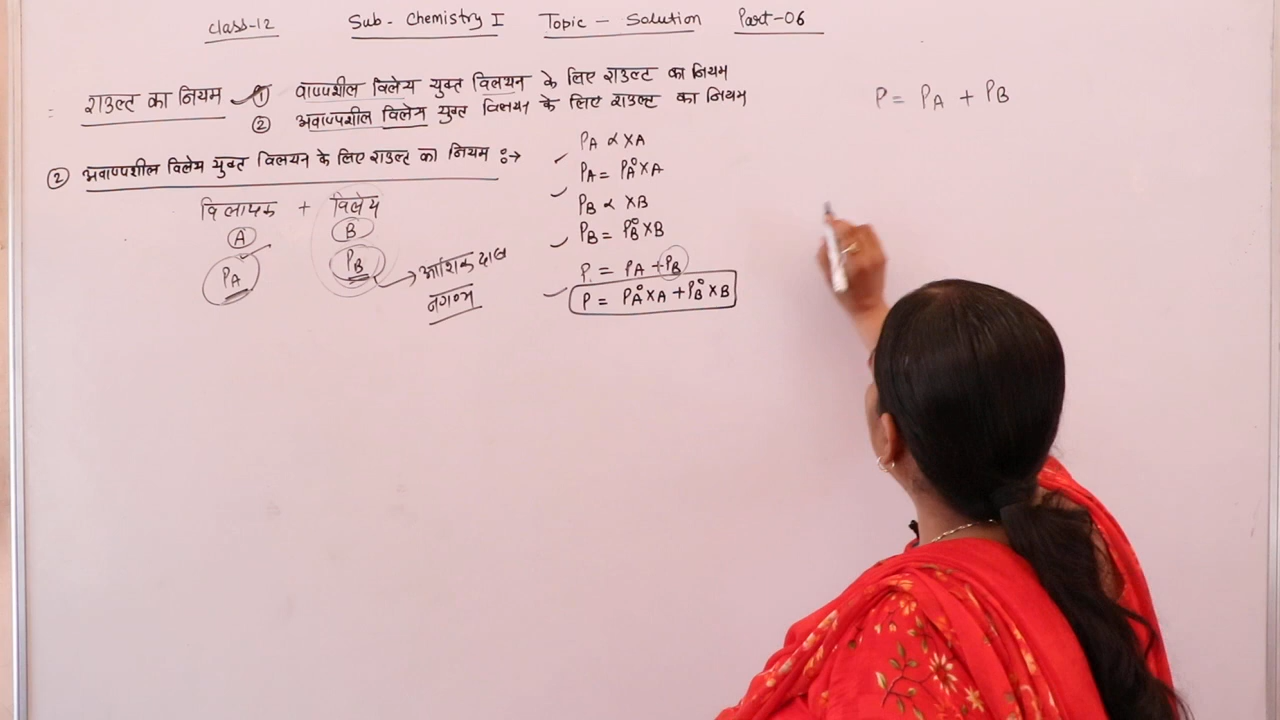 Class-12 Sub- Chemistry I Topic - Solution Part-06
राउल्ट का नियम ① वाष्पशील विलेय युक्त विलयन के लिए राउल्ट का नियम
② अवाष्पशील विलेय युक्त विलयन के लिए राउल्ट का नियम
② अवाष्पशील विलेय युक्त विलयन के लिए राउल्ट का नियम :→
विलायक + विलेय
A B
PA PB → आंशिक दाब
नगण्य
PA ∝ XA
PA = P°A XA
PB ∝ XB
PB = P°B XB
P = PA + PB
P = P°A XA + P°B XB
P = PA + PB